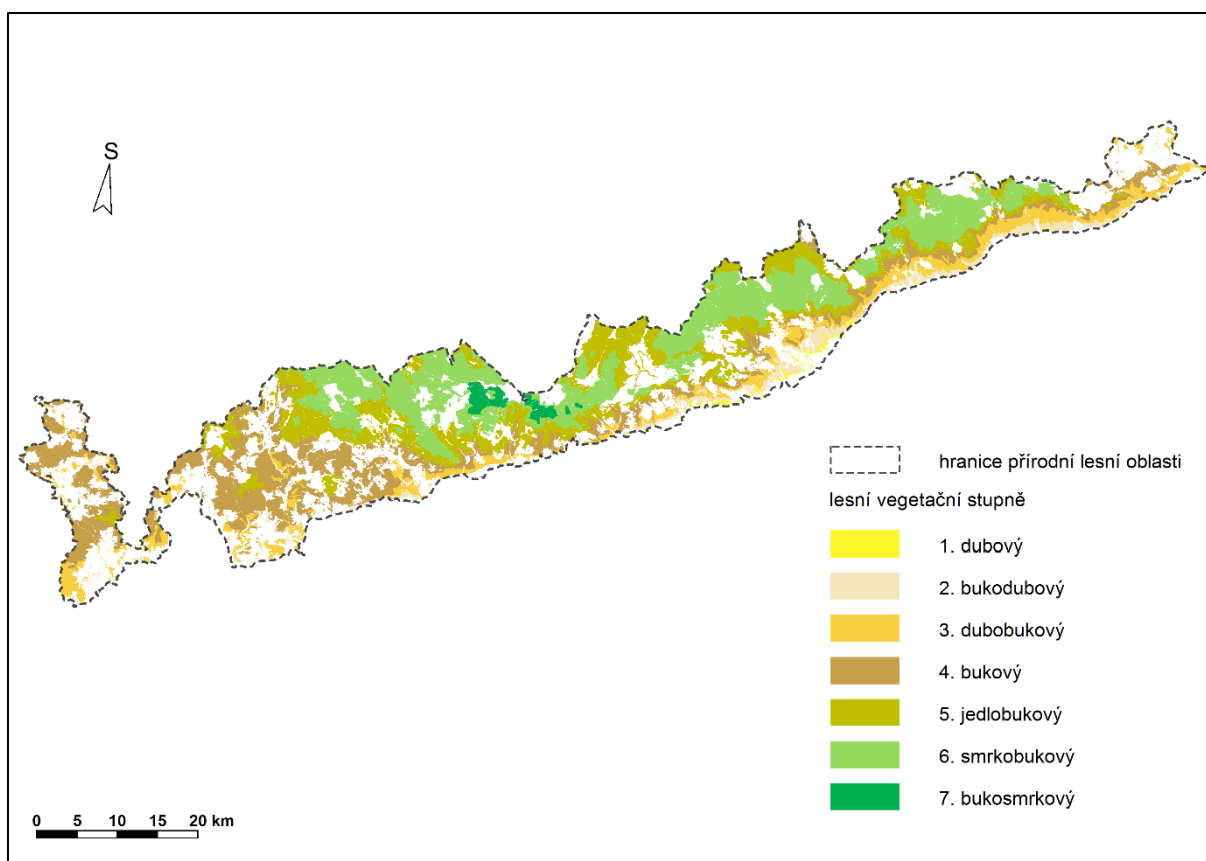 S
hranice přírodní lesní oblasti
lesní vegetační stupně
1. dubový
2. bukodubový
3. dubobukový
4. bukový
5. jedlobukový
6. smrkobukový
7. bukosmrkový
0 5 10 15 20 km